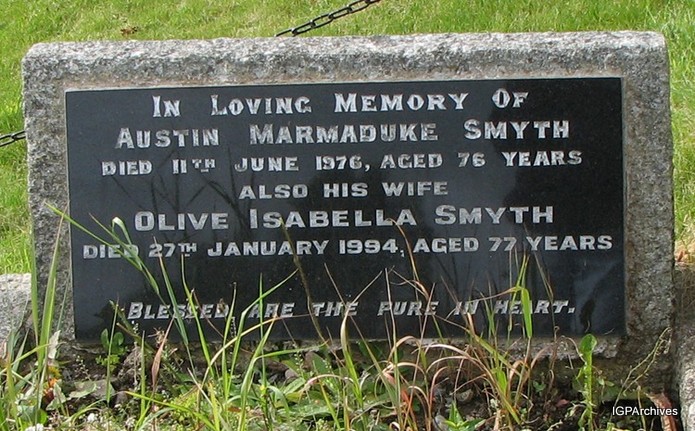 In Loving Memory Of
Austin Marmaduke Smyth
died 11th June 1976, aged 76 years
also his wife
Olive Isabella Smyth
died 27th January 1994, aged 77 years
Blessed are the pure in heart.
IGPArchives